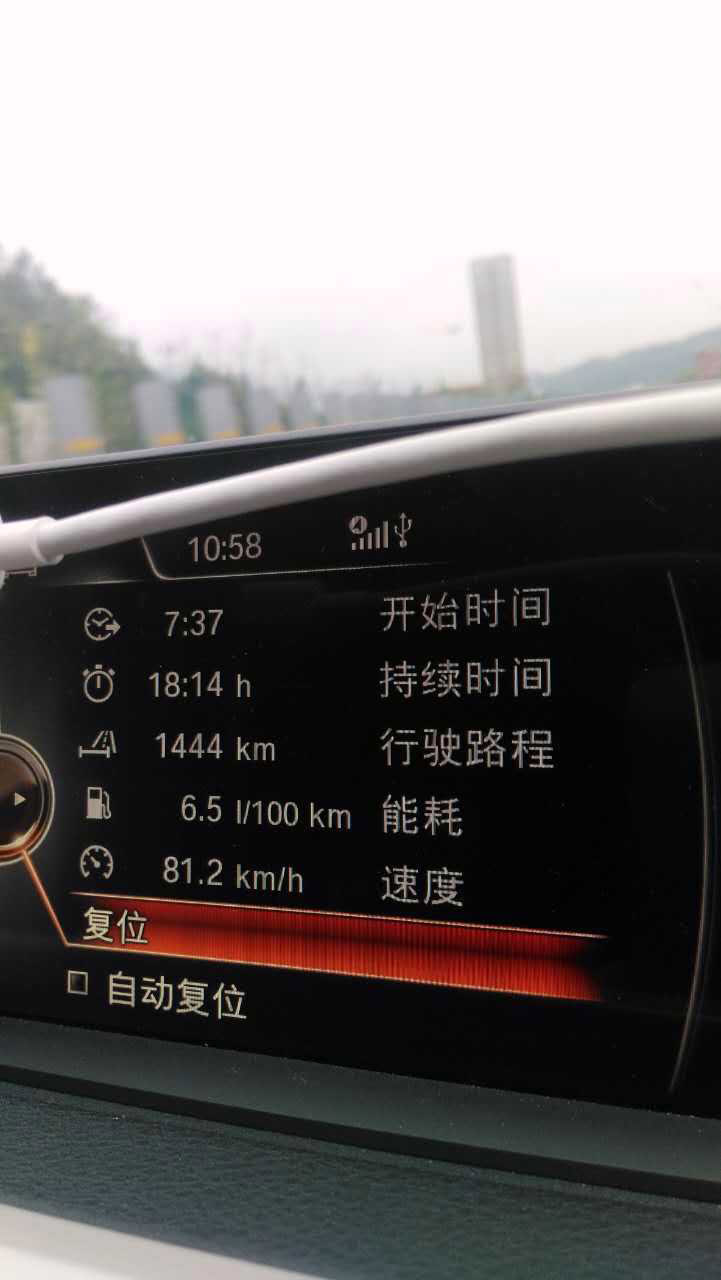 10:58
7:37 开始时间
18:14 h 持续时间
1444 km 行驶路程
6.5 l/100 km 能耗
81.2 km/h 速度
复位
自动复位